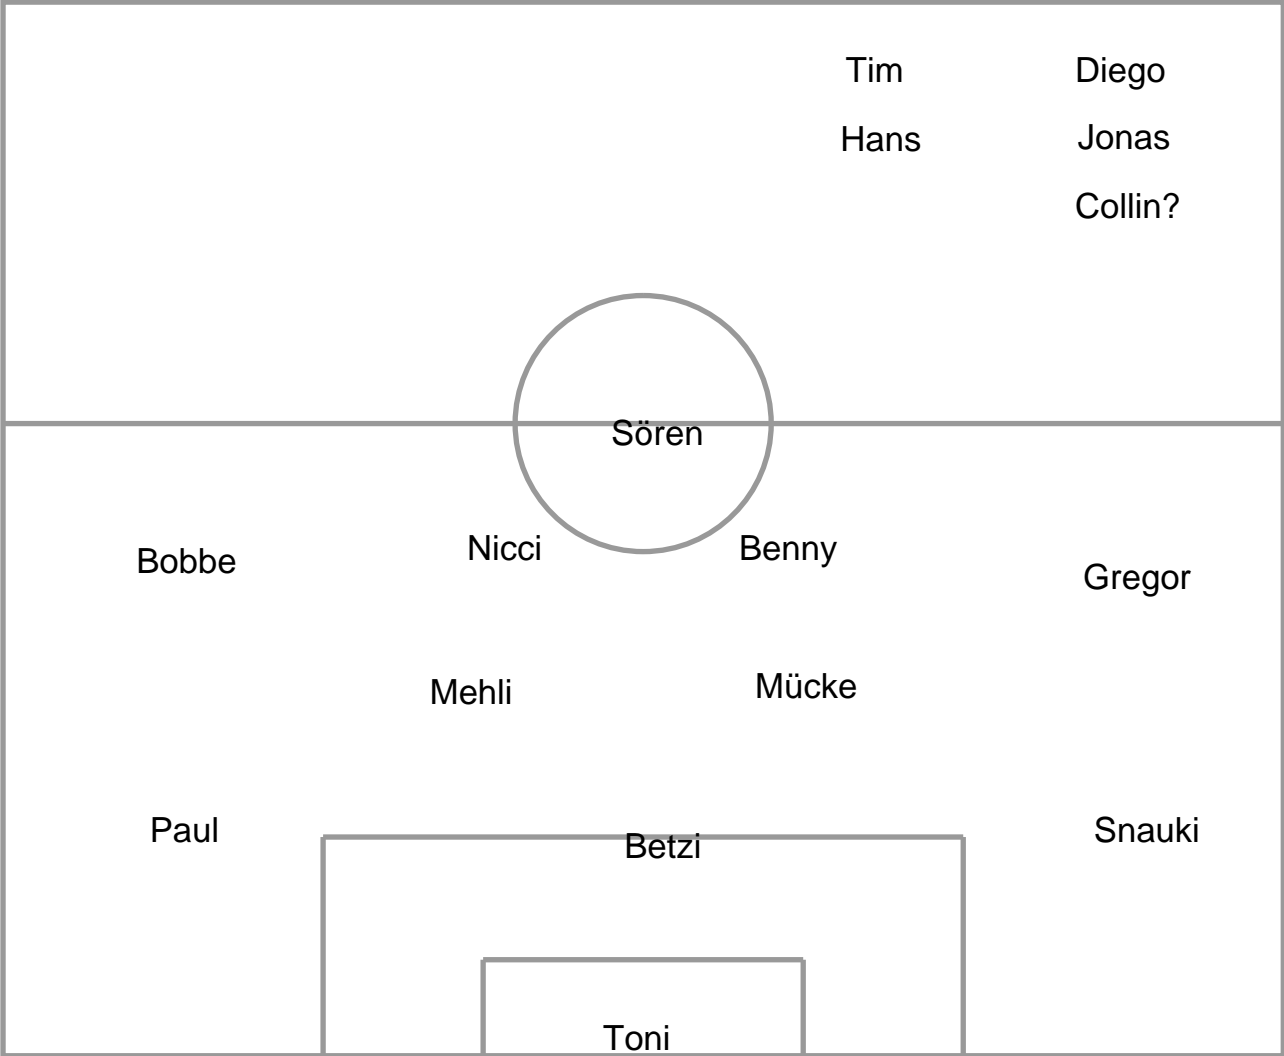 Tim Diego
Hans Jonas
Collin?
Sören
Bobbe Nicci Benny Gregor
Mehli Mücke
Paul Betzi Snauki
Toni